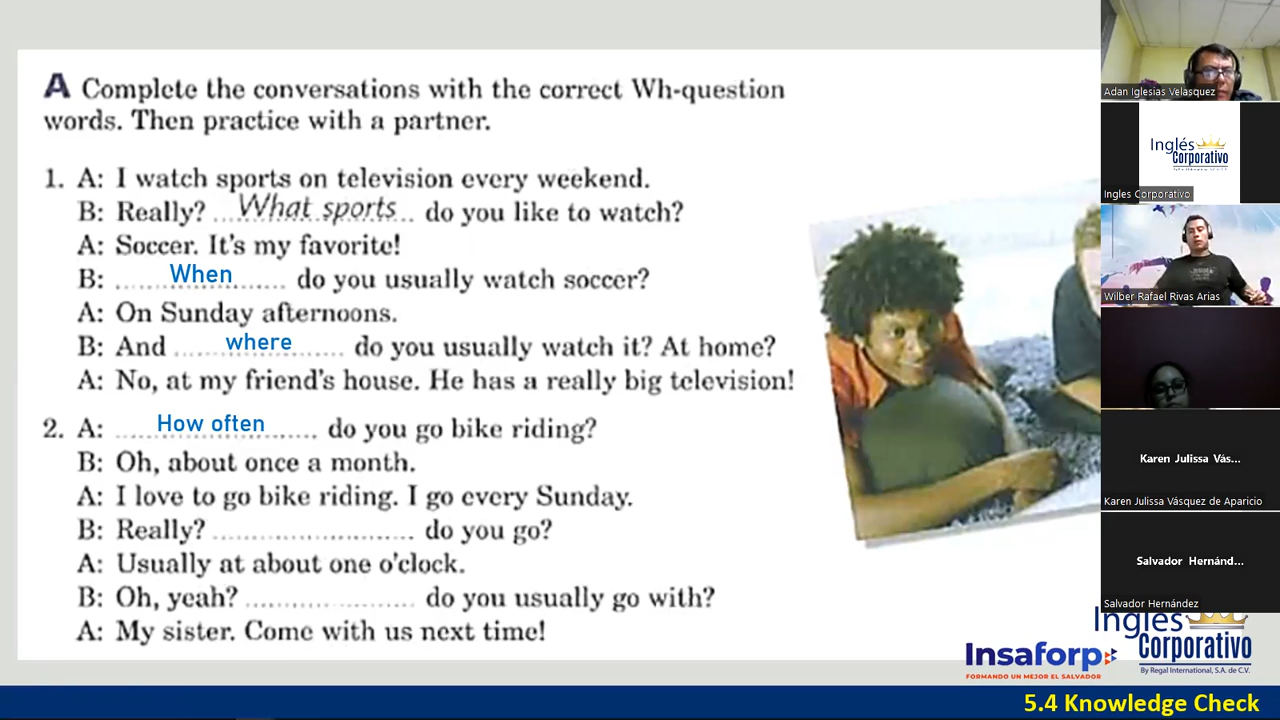 A Complete the conversations with the correct Wh-question
words. Then practice with a partner.
1. A: I watch sports on television every weekend.
B: Really? What sports do you like to watch?
A: Soccer. It's my favorite!
B: When do you usually watch soccer?
A: On Sunday afternoons.
B: And where do you usually watch it? At home?
A: No, at my friend's house. He has a really big television!
2. A: How often do you go bike riding?
B: Oh, about once a month.
A: I love to go bike riding. I go every Sunday.
B: Really? ........................ do you go?
A: Usually at about one o'clock.
B: Oh, yeah? ........................ do you usually go with?
A: My sister. Come with us next time!
Adan Iglesias Velasquez
Inglés
Corporativo
Ingles Corporativo
Wilber Rafael Rivas Arias
Karen Julissa Vás...
Karen Julissa Vásquez de Aparicio
Salvador Hernánd...
Salvador Hernández
Inglés
Corporativo
By Regal International, S.A. de C.V.
Insaforp
FORMANDO UN MEJOR EL SALVADOR
5.4 Knowledge Check